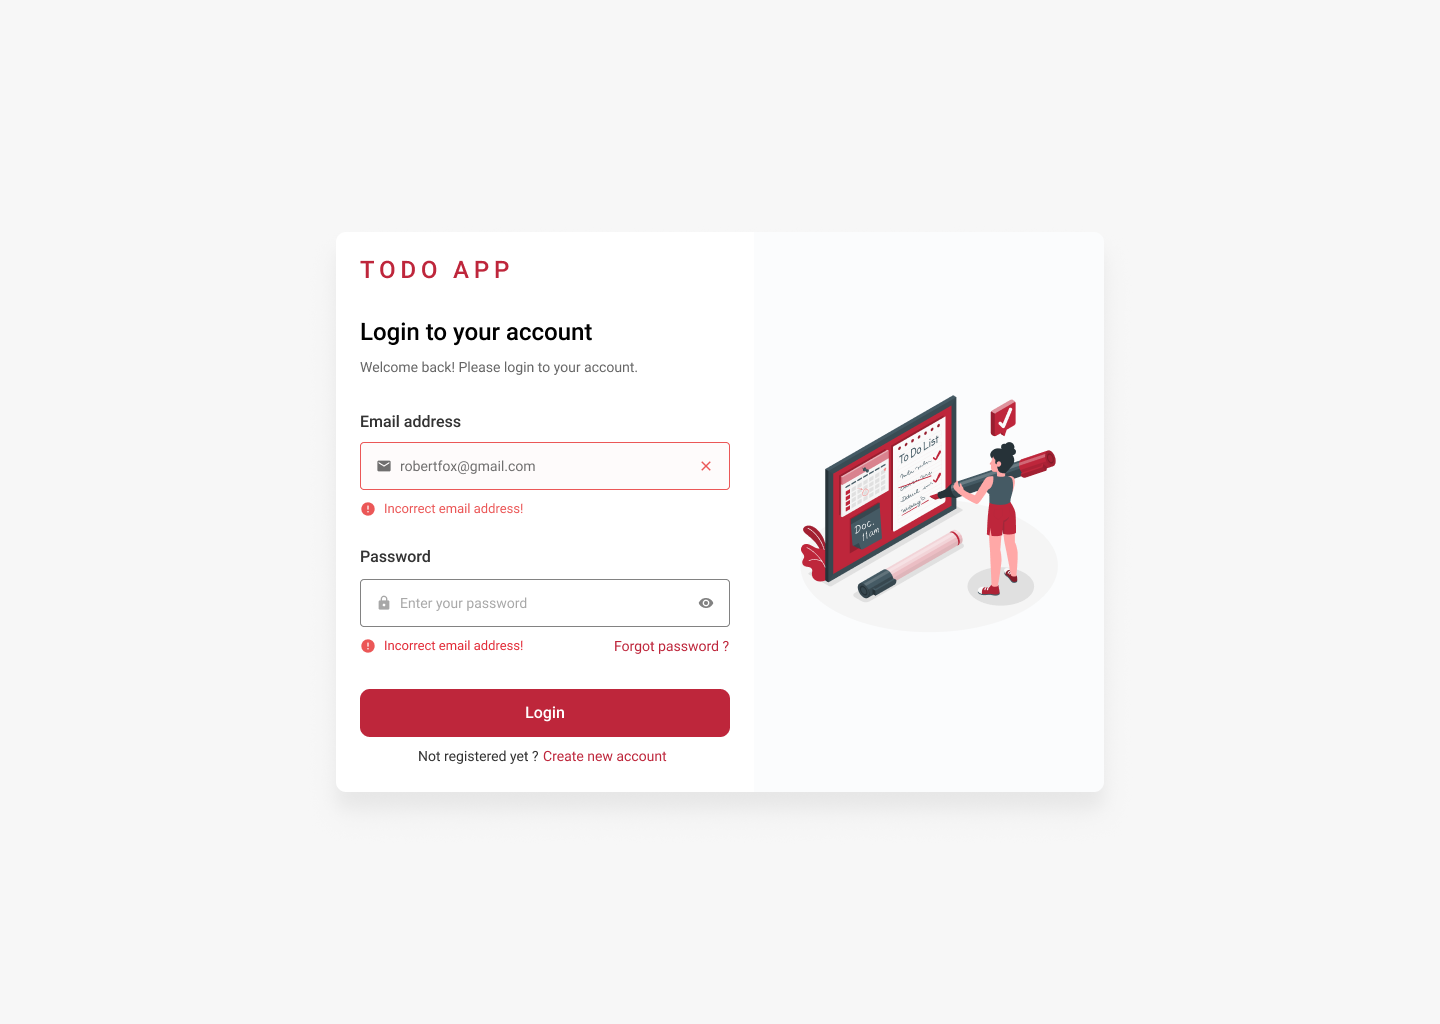 TODO APP
Login to your account
Welcome back! Please login to your account.
Email address
robertfox@gmail.com
Incorrect email address!
Password
Enter your password
Incorrect email address!
Forgot password ?
Login
Not registered yet ? Create new account
To Do List
Doc.
11am